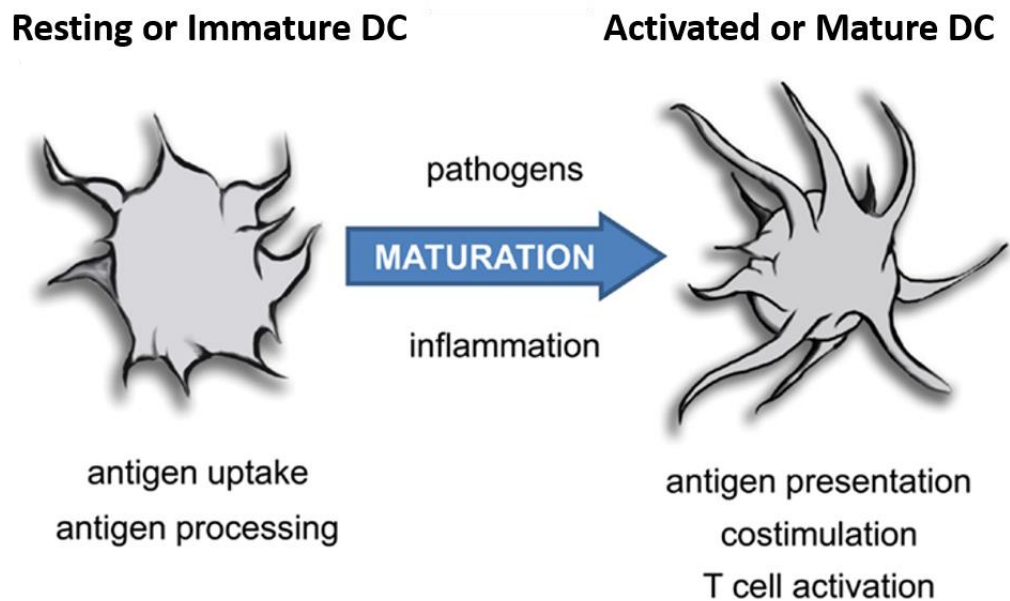 Resting or Immature DC
Activated or Mature DC
pathogens
MATURATION
inflammation
antigen uptake
antigen processing
antigen presentation
costimulation
T cell activation